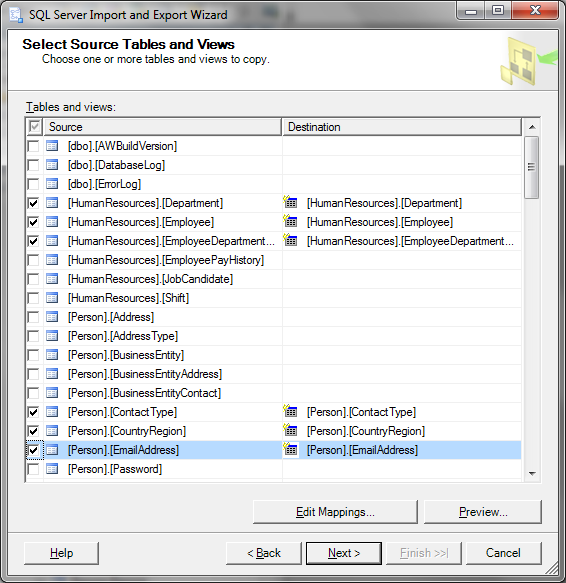 SQL Server Import and Export Wizard
Select Source Tables and Views
Choose one or more tables and views to copy.
Tables and views:
Source Destination
[dbo].[AWBuildVersion]
[dbo].[DatabaseLog]
[dbo].[ErrorLog]
[HumanResources].[Department] [HumanResources].[Department]
[HumanResources].[Employee] [HumanResources].[Employee]
[HumanResources].[EmployeeDepartment... [HumanResources].[EmployeeDepartment...
[HumanResources].[EmployeePayHistory]
[HumanResources].[JobCandidate]
[HumanResources].[Shift]
[Person].[Address]
[Person].[AddressType]
[Person].[BusinessEntity]
[Person].[BusinessEntityAddress]
[Person].[BusinessEntityContact]
[Person].[ContactType] [Person].[ContactType]
[Person].[CountryRegion] [Person].[CountryRegion]
[Person].[EmailAddress] [Person].[EmailAddress]
[Person].[Password]
Edit Mappings... Preview...
Help < Back Next > Finish >>| Cancel